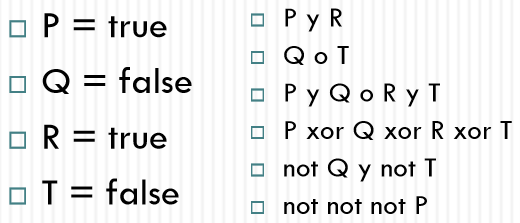 P = true
Q = false
R = true
T = false
P y R
Q o T
P y Q o R y T
P xor Q xor R xor T
not Q y not T
not not not P